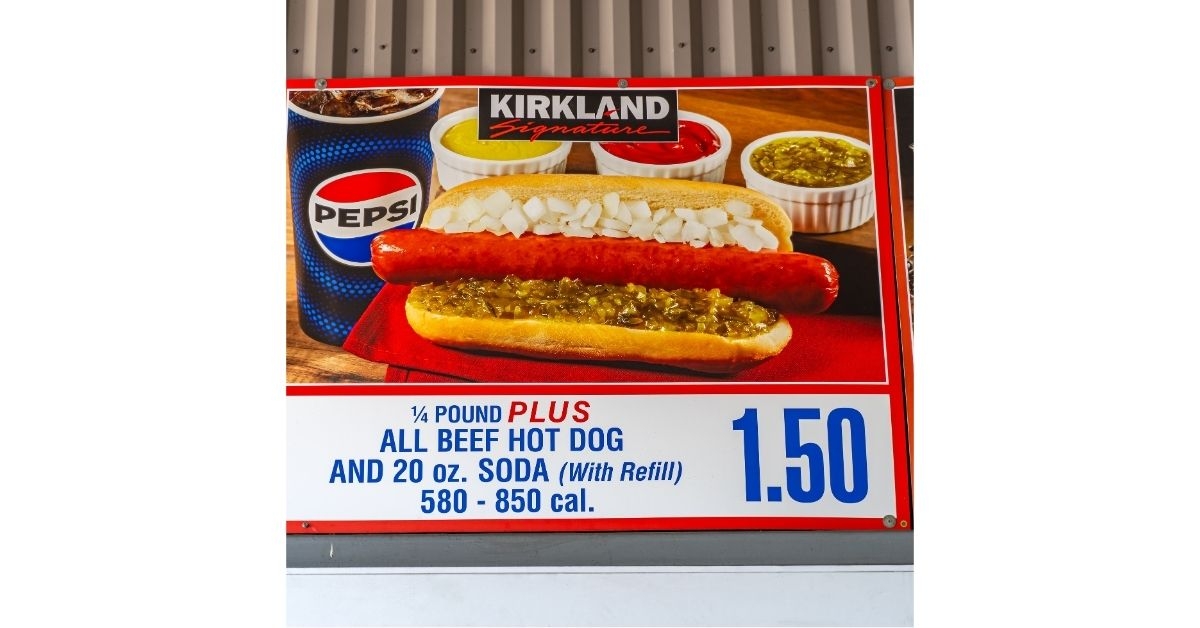 KIRKLAND
Signature
PEPSI
¼ POUND PLUS
ALL BEEF HOT DOG
AND 20 oz. SODA (With Refill)
580 - 850 cal.
1.50